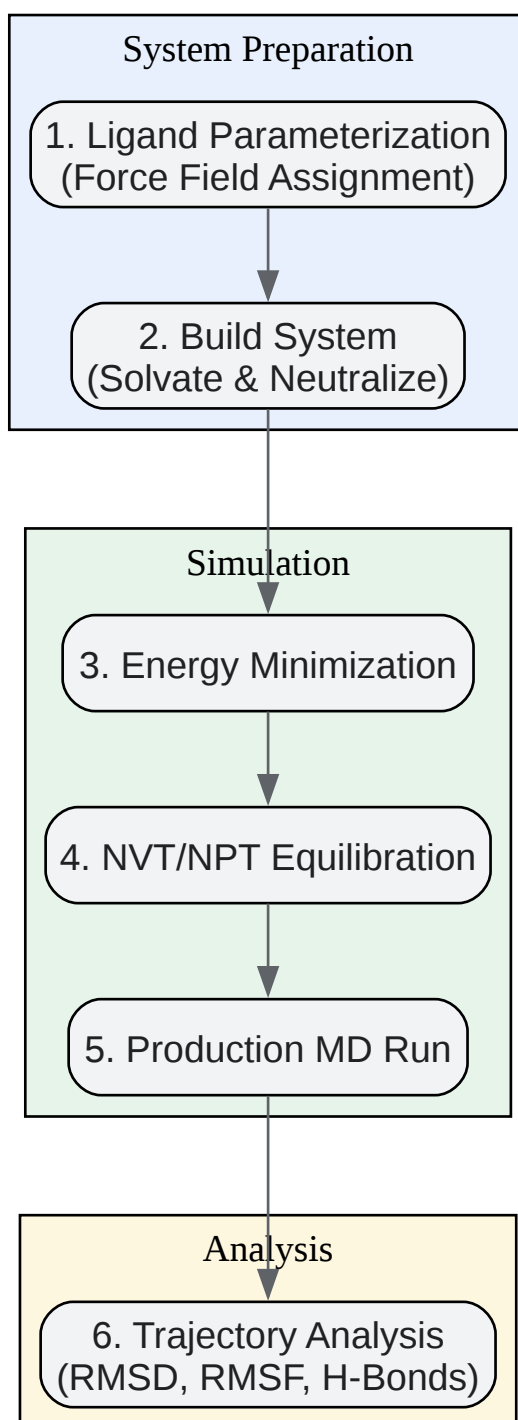 System Preparation
1. Ligand Parameterization
(Force Field Assignment)
2. Build System
(Solvate & Neutralize)
Simulation
3. Energy Minimization
4. NVT/NPT Equilibration
5. Production MD Run
Analysis
6. Trajectory Analysis
(RMSD, RMSF, H-Bonds)